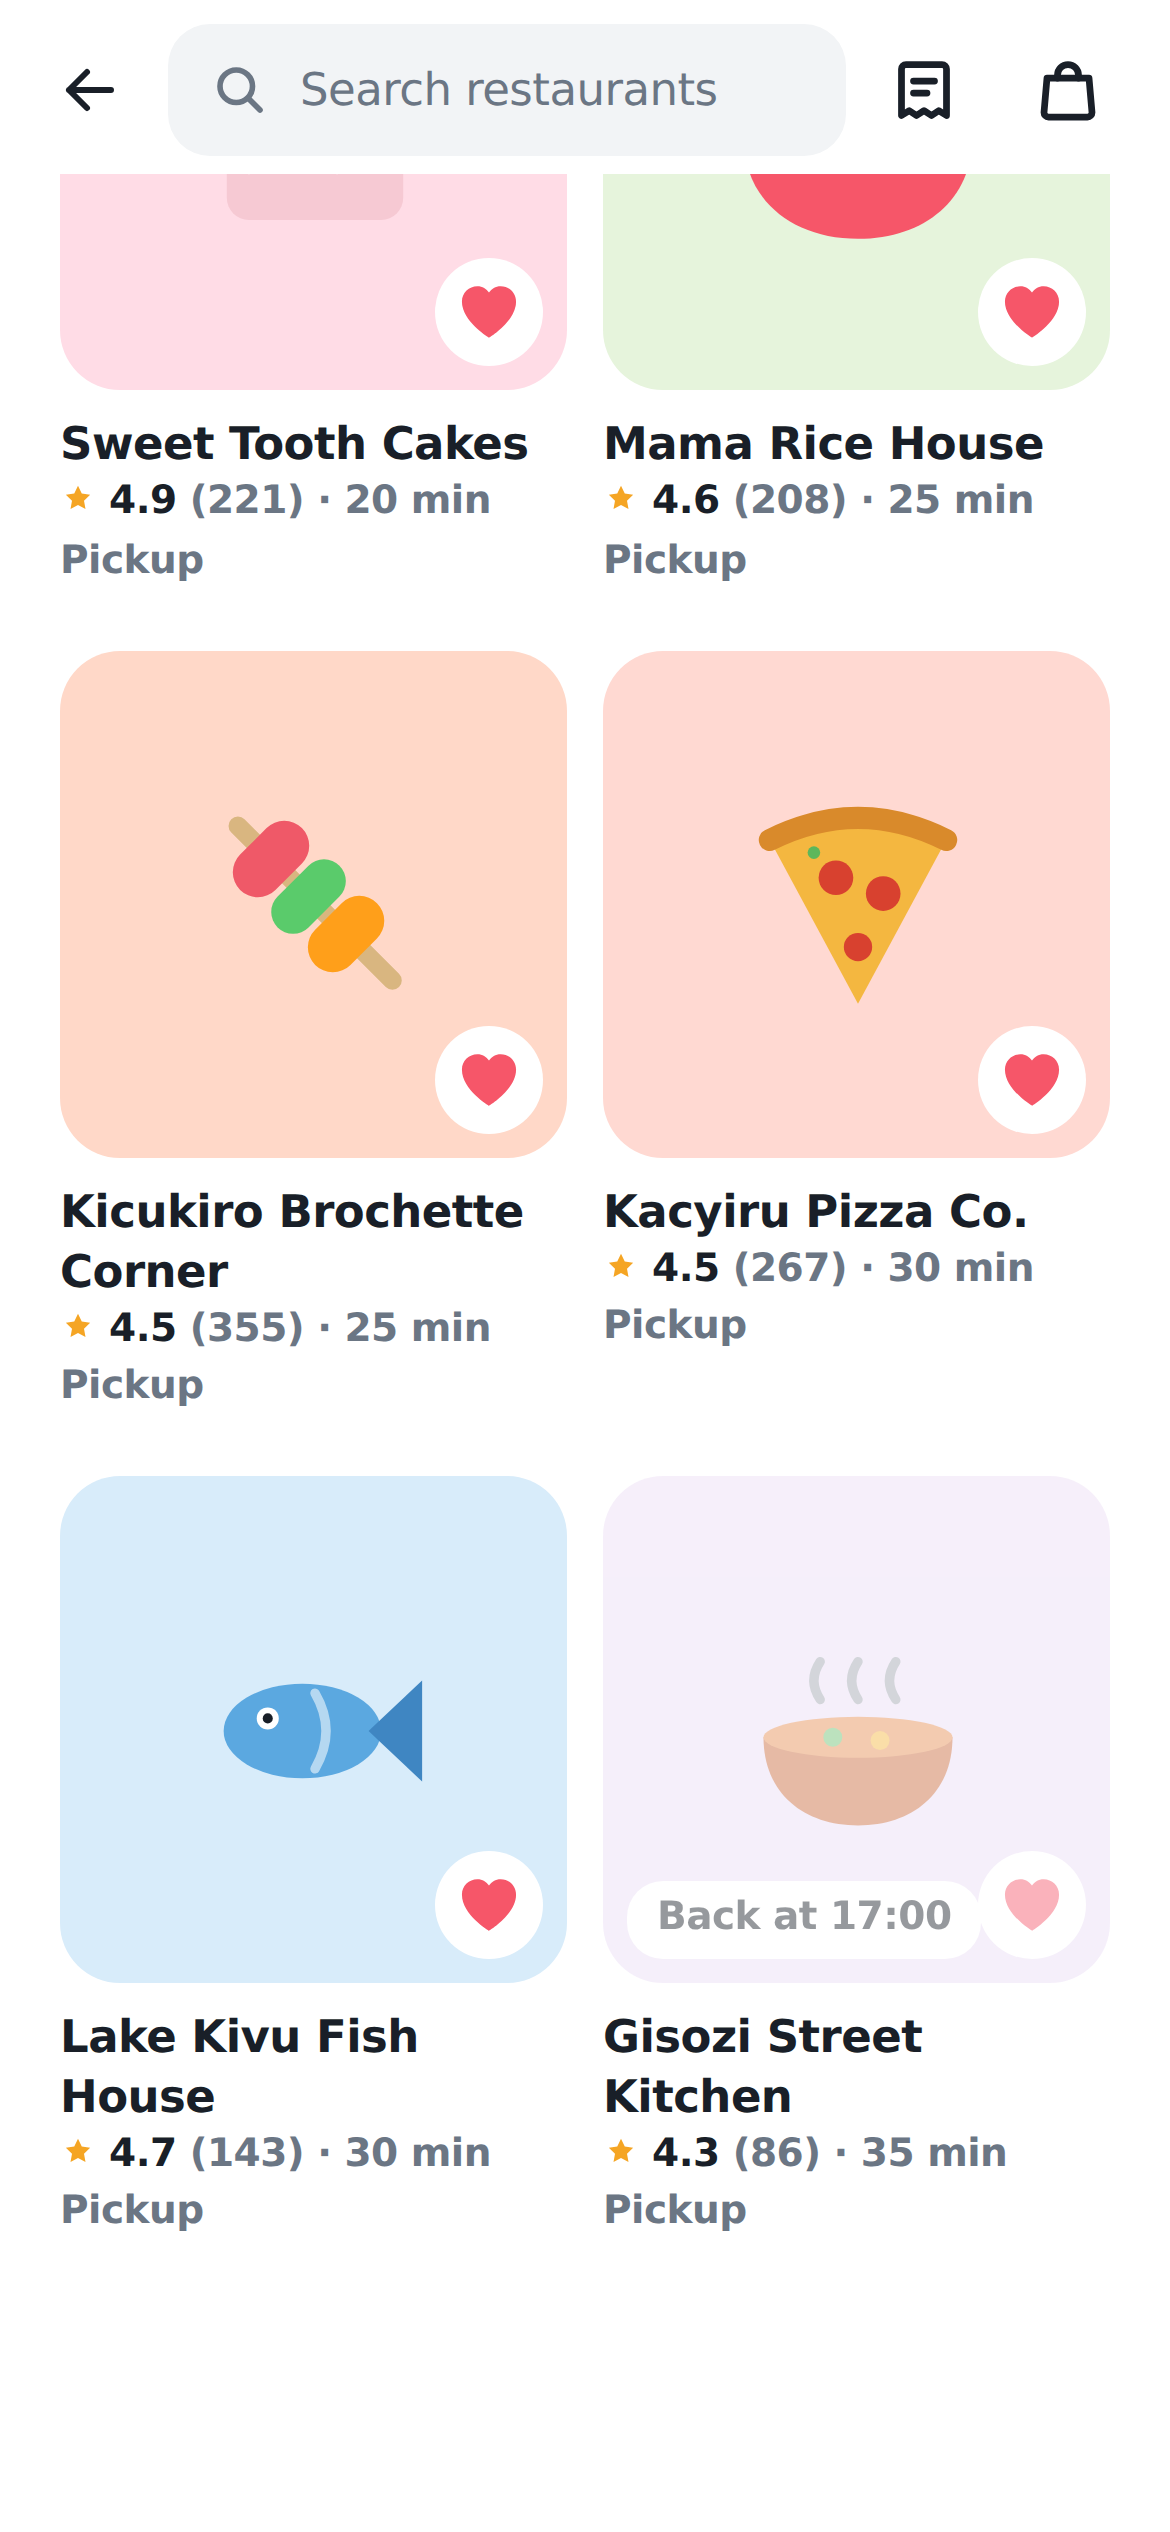 Search restaurants
Sweet Tooth Cakes
4.9 (221) · 20 min
Pickup
Mama Rice House
4.6 (208) · 25 min
Pickup
Kicukiro Brochette
Corner
4.5 (355) · 25 min
Pickup
Kacyiru Pizza Co.
4.5 (267) · 30 min
Pickup
Lake Kivu Fish
House
4.7 (143) · 30 min
Pickup
Back at 17:00
Gisozi Street
Kitchen
4.3 (86) · 35 min
Pickup